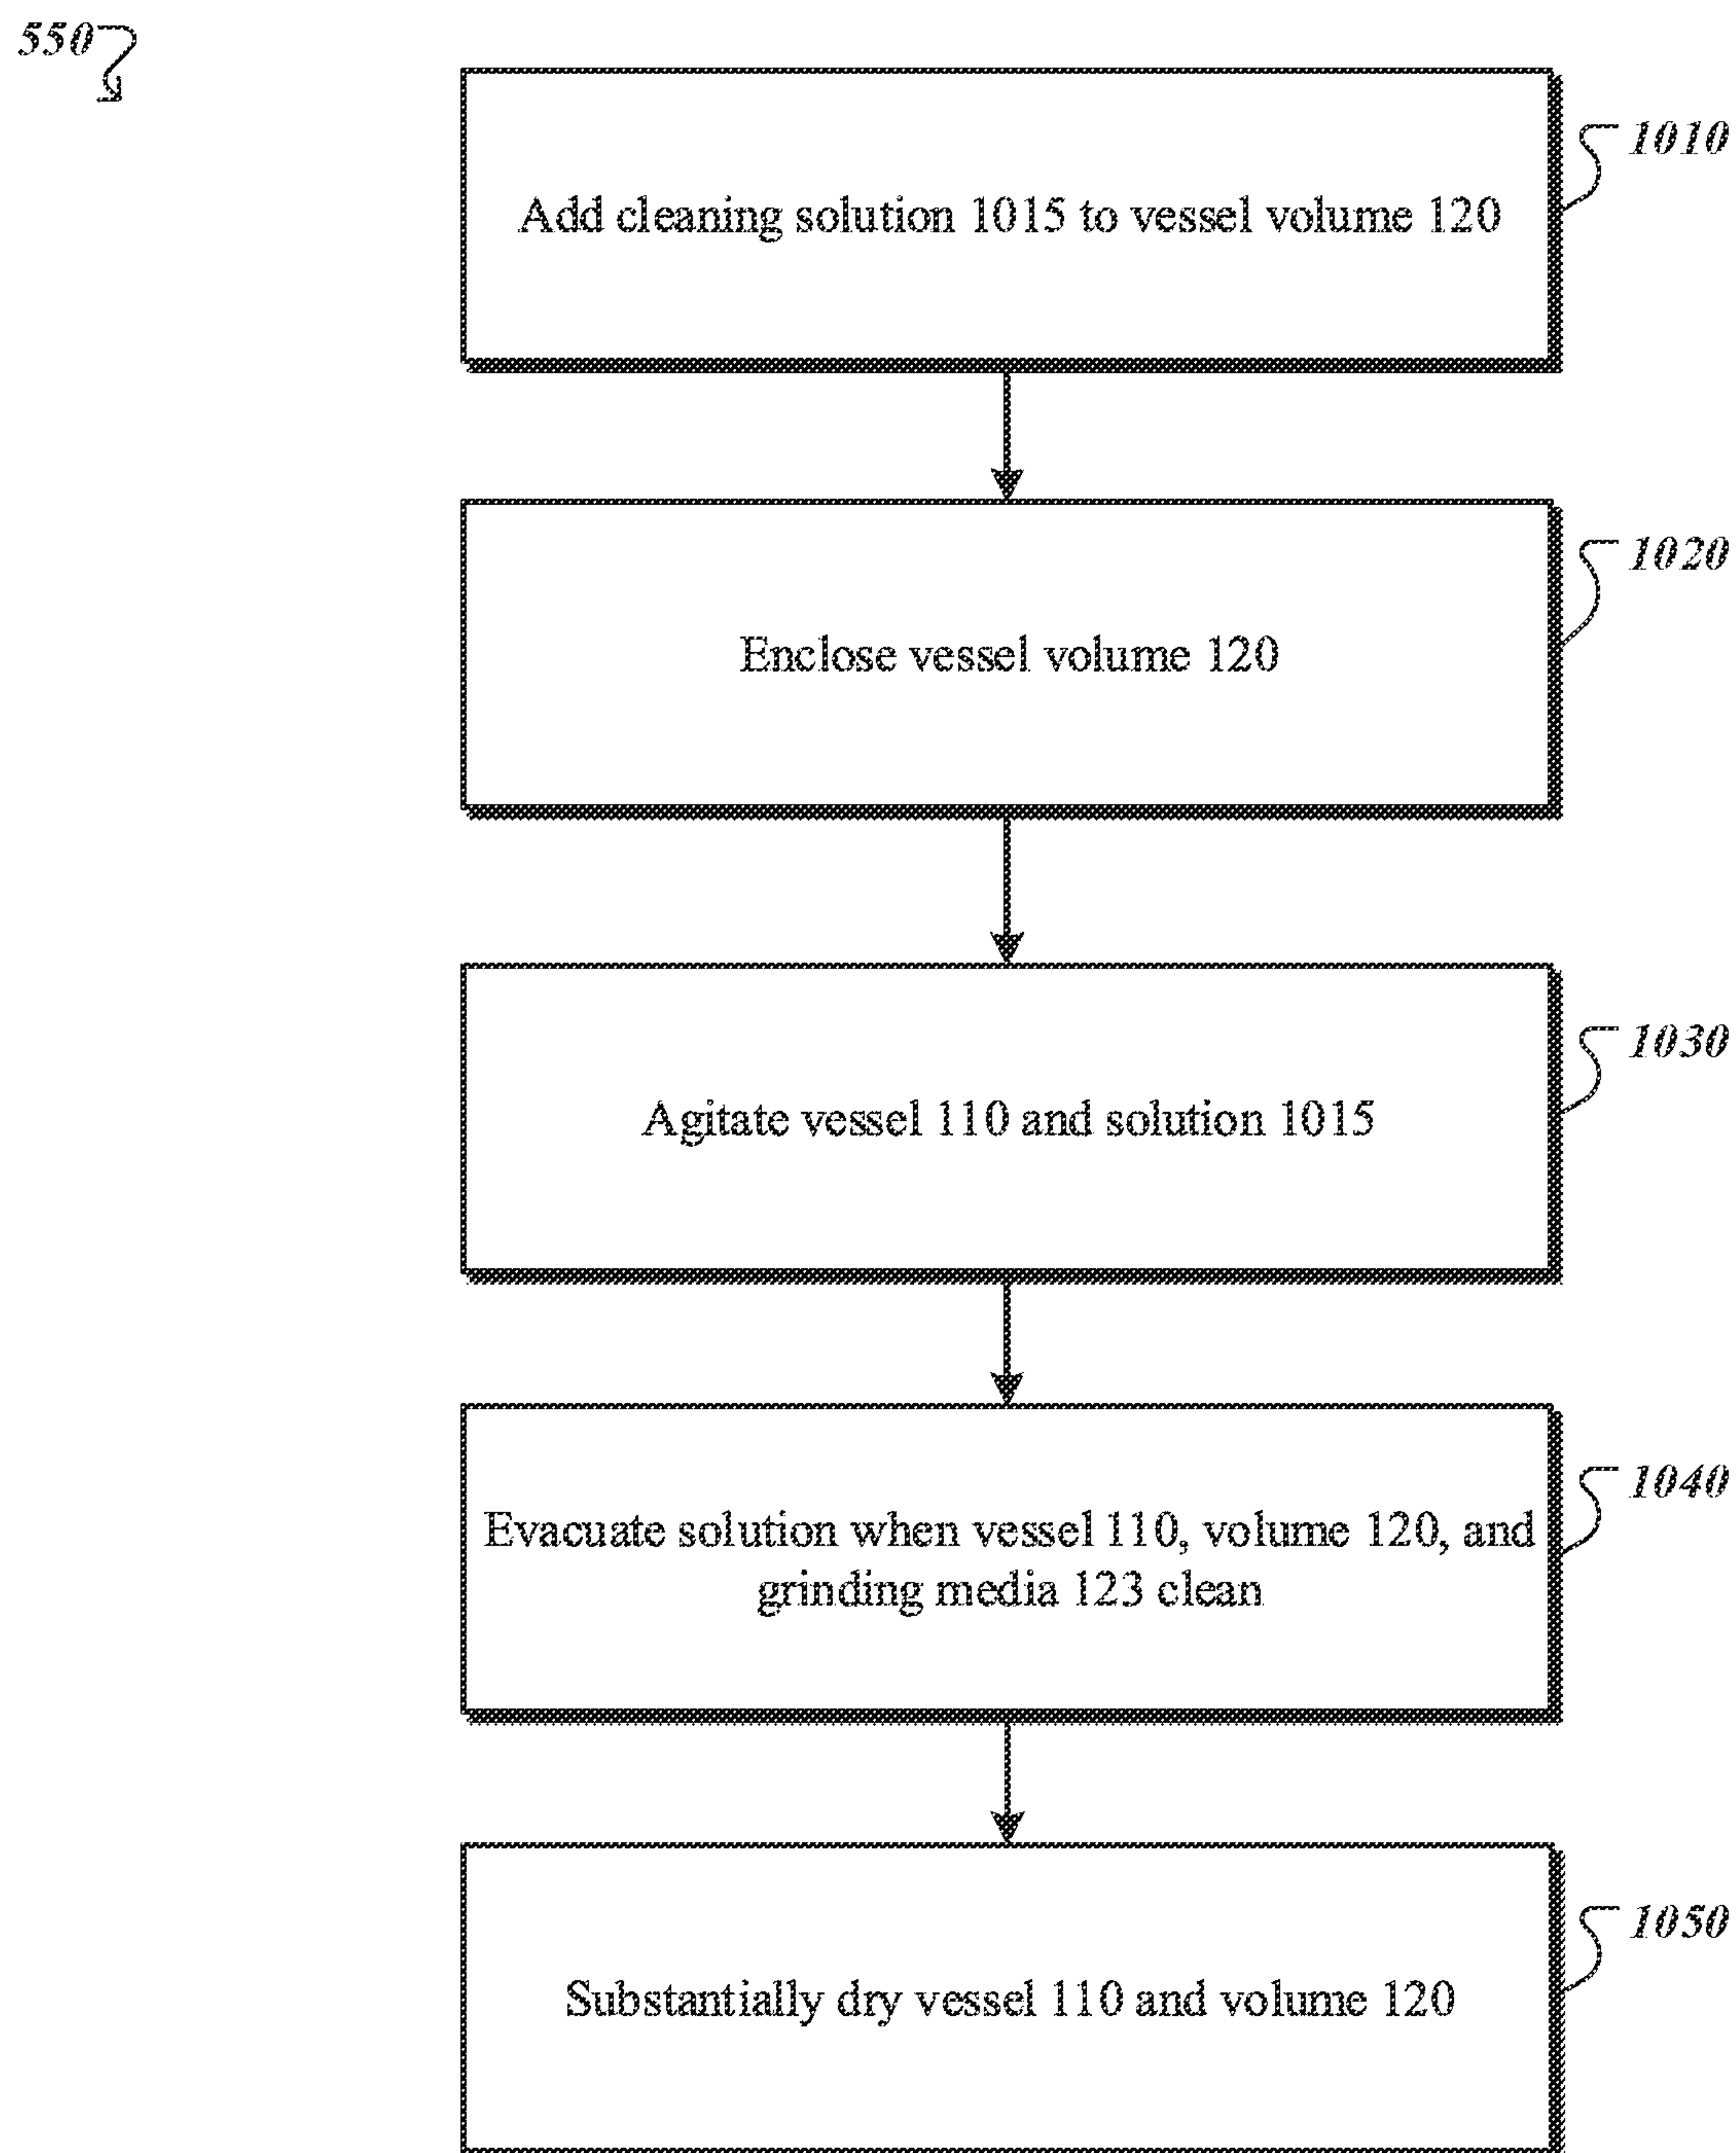 550
Add cleaning solution 1015 to vessel volume 120
1010
Enclose vessel volume 120
1020
Agitate vessel 110 and solution 1015
1030
Evacuate solution when vessel 110, volume 120, and
grinding media 123 clean
1040
Substantially dry vessel 110 and volume 120
1050